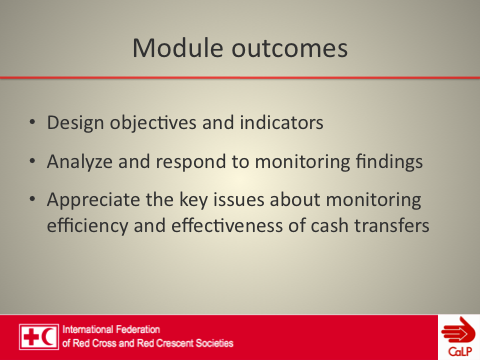 Module outcomes
• Design objectives and indicators
• Analyze and respond to monitoring findings
• Appreciate the key issues about monitoring
efficiency and effectiveness of cash transfers
International Federation
of Red Cross and Red Crescent Societies
CaLP